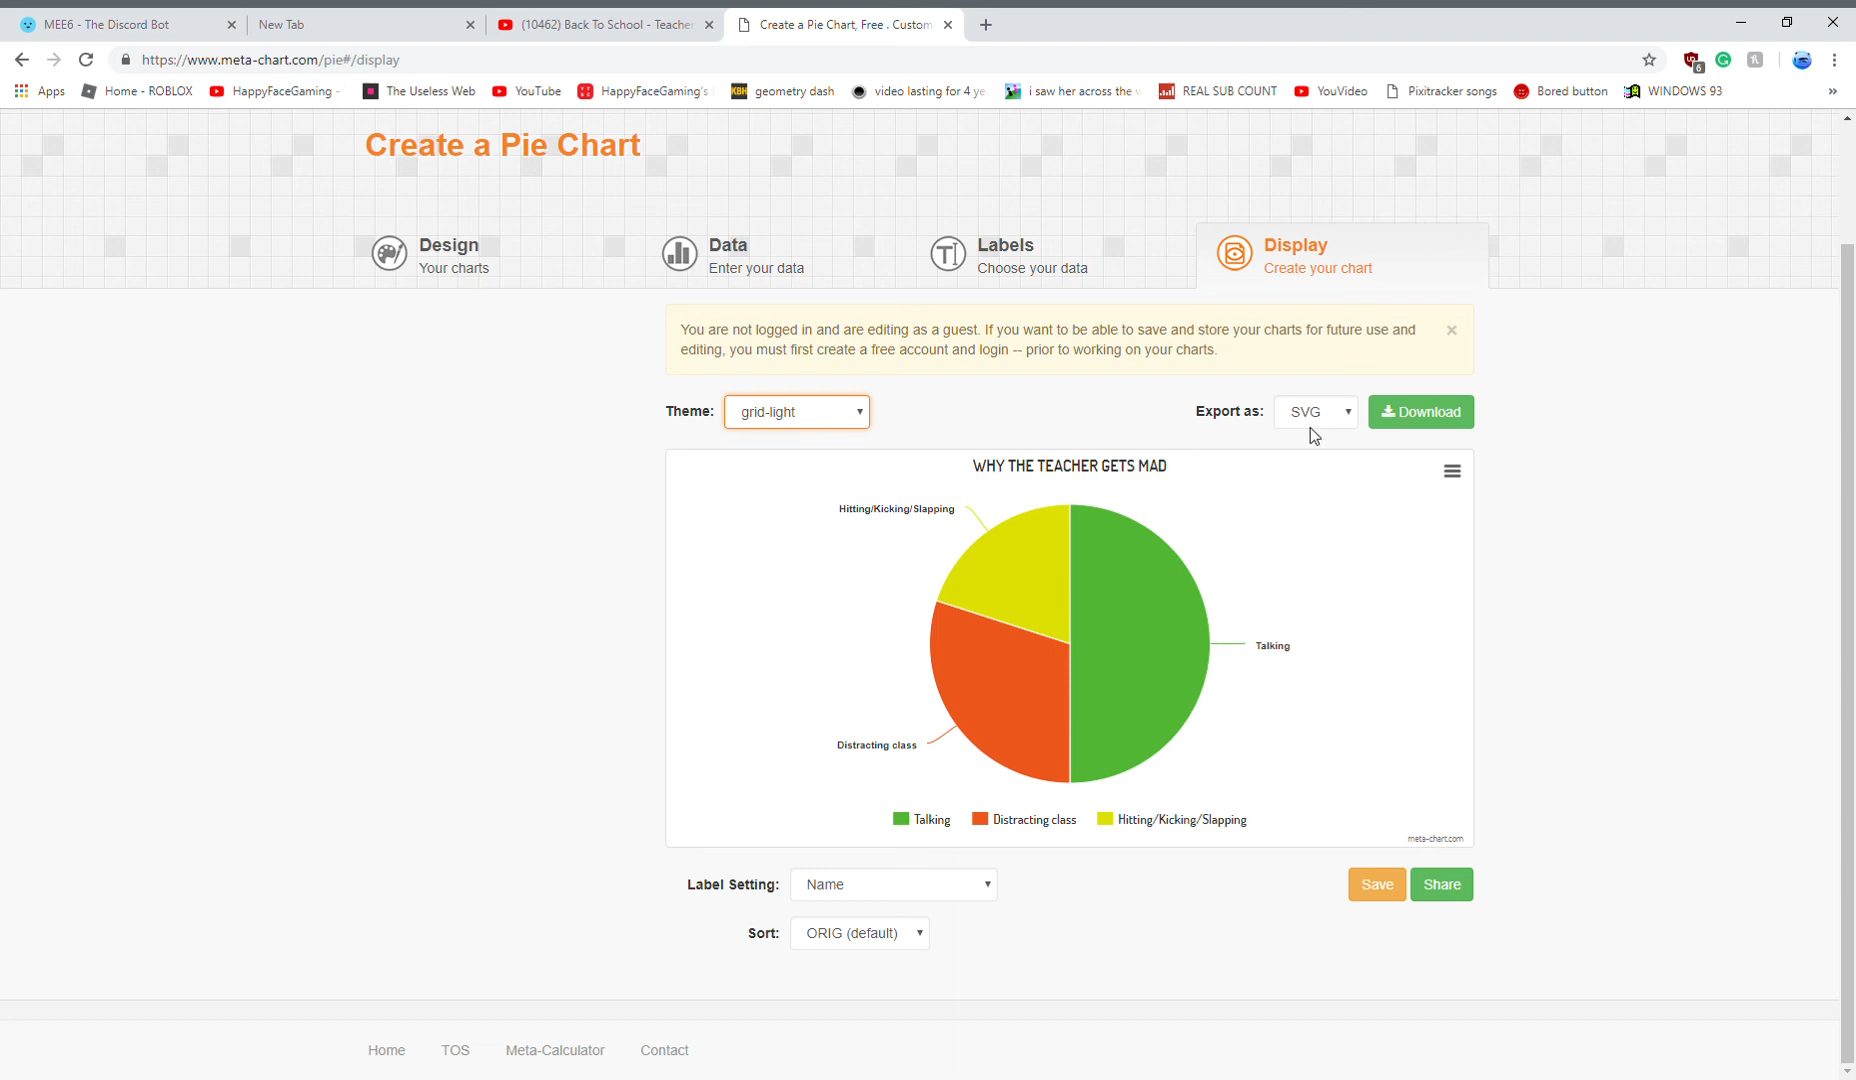 MEE6 - The Discord Bot
New Tab
(10462) Back To School - Teacher
Create a Pie Chart, Free . Custom
https://www.meta-chart.com/pie#/display
6
Apps
Home - ROBLOX
HappyFaceGaming -
The Useless Web
YouTube
HappyFaceGaming's
KBH
geometry dash
video lasting for 4 ye
i saw her across the w
REAL SUB COUNT
YouVideo
Pixitracker songs
Bored button
WINDOWS 93
Create a Pie Chart
Design
Your charts
Data
Enter your data
Labels
Choose your data
Display
Create your chart
You are not logged in and are editing as a guest. If you want to be able to save and store your charts for future use and
editing, you must first create a free account and login -- prior to working on your charts.
Theme: grid-light
Export as: SVG
Download
WHY THE TEACHER GETS MAD
Hitting/Kicking/Slapping
Talking
Distracting class
Talking
Distracting class
Hitting/Kicking/Slapping
meta-chart.com
Label Setting: Name
Save
Share
Sort: ORIG (default)
Home
TOS
Meta-Calculator
Contact